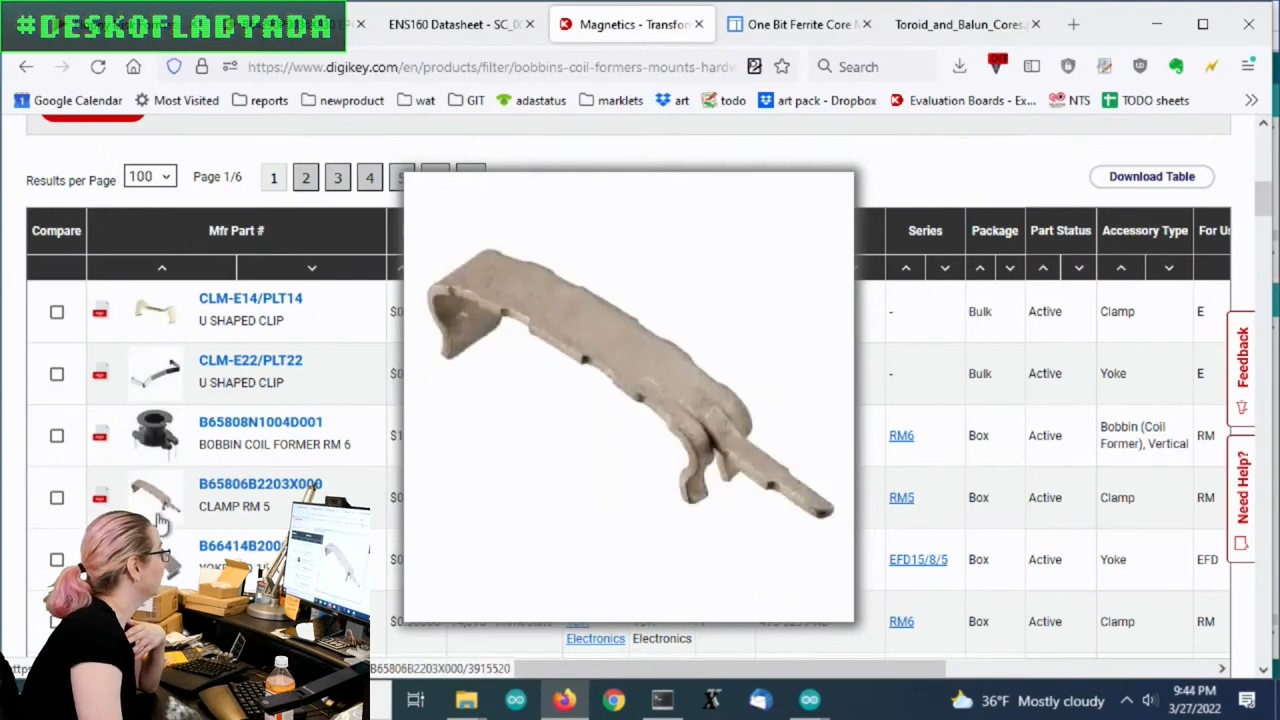 #DESKOFLADYADA
ENS160 Datasheet - SC_0
Magnetics - Transfor
One Bit Ferrite Core M
Toroid_and_Balun_Cores.
https://www.digikey.com/en/products/filter/bobbins-coil-formers-mounts-hardw
Search
Google Calendar
Most Visited
reports
newproduct
wat
GIT
adastatus
marklets
art
todo
art pack - Dropbox
Evaluation Boards - Ex...
NTS
TODO sheets
Results per Page
100
Page 1/6
1
2
3
4
Download Table
Compare
Mfr Part #
Series
Package
Part Status
Accessory Type
For Us
CLM-E14/PLT14
U SHAPED CLIP
-
Bulk
Active
Clamp
E
CLM-E22/PLT22
U SHAPED CLIP
-
Bulk
Active
Yoke
E
B65808N1004D001
BOBBIN COIL FORMER RM 6
RM6
Box
Active
Bobbin (Coil
Former), Vertical
RM
B65806B2203X000
CLAMP RM 5
RM5
Box
Active
Clamp
RM
B66414B200
EFD15/8/5
Box
Active
Yoke
EFD
RM6
Box
Active
Clamp
RM
Electronics
Electronics
B65806B2203X000/3915520
Feedback
Need Help?
36°F Mostly cloudy
9:44 PM
3/27/2022